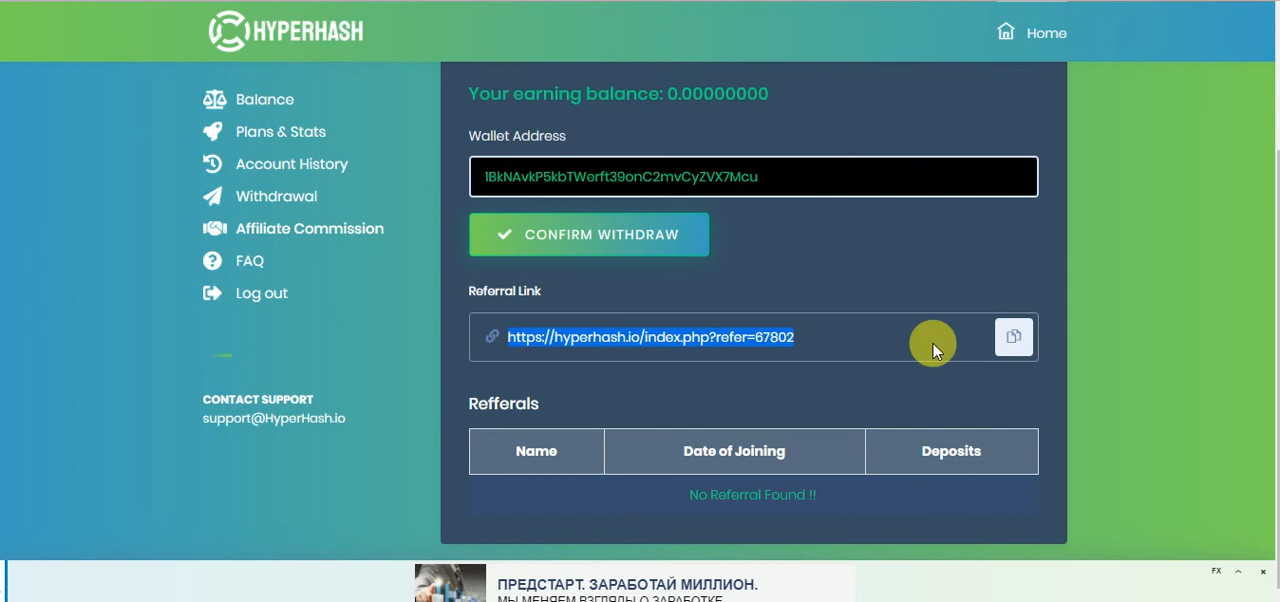 HYPERHASH
Home
Balance
Plans & Stats
Account History
Withdrawal
Affiliate Commission
FAQ
Log out
CONTACT SUPPORT
support@HyperHash.io
Your earning balance: 0.00000000
Wallet Address
1BkNAvkP5kbTWerft39onC2mvCyZVX7Mcu
CONFIRM WITHDRAW
Referral Link
https://hyperhash.io/index.php?refer=67802
Refferals
Name Date of Joining Deposits
No Referral Found !!
ПРЕДСТАРТ. ЗАРАБОТАЙ МИЛЛИОН.
МЫ МЕНЯЕМ ВЗГЛЯДЫ О ЗАРАБОТКЕ
FX